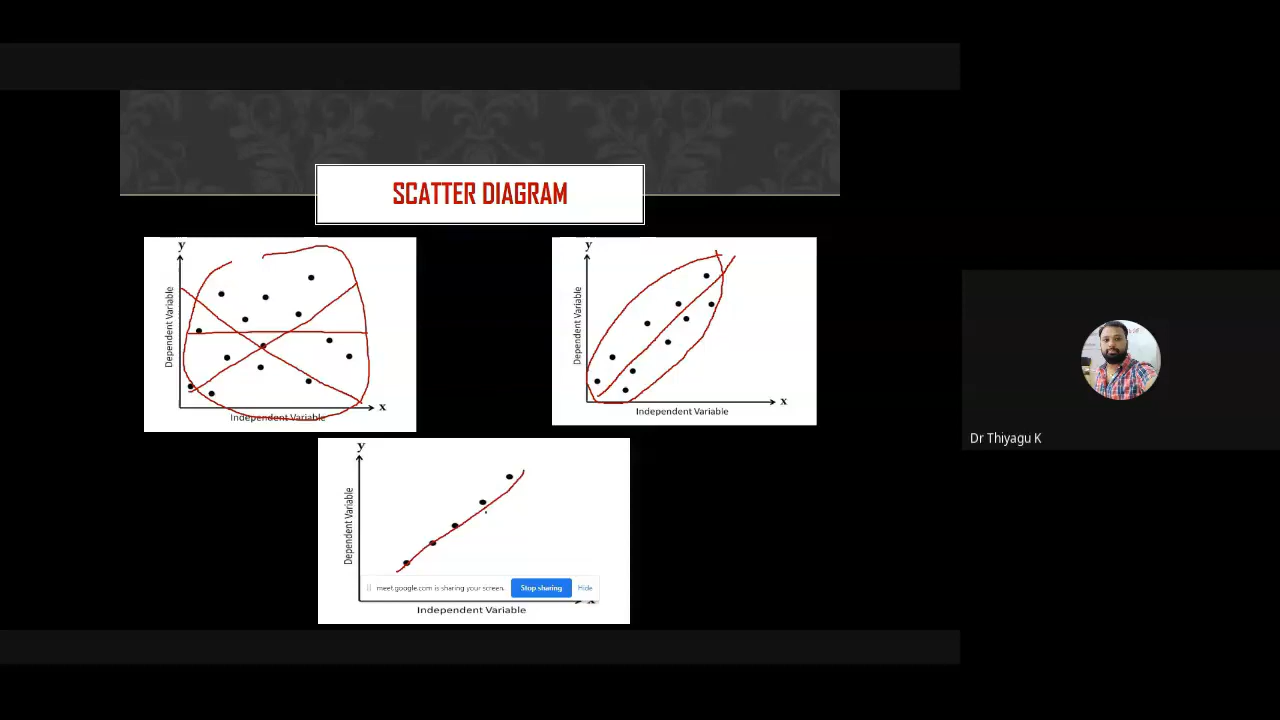 SCATTER DIAGRAM
y
Dependent Variable
x
Independent Variable
y
Dependent Variable
x
Independent Variable
y
Dependent Variable
meet.google.com is sharing your screen.
Stop sharing
Hide
x
Independent Variable
Dr Thiyagu K